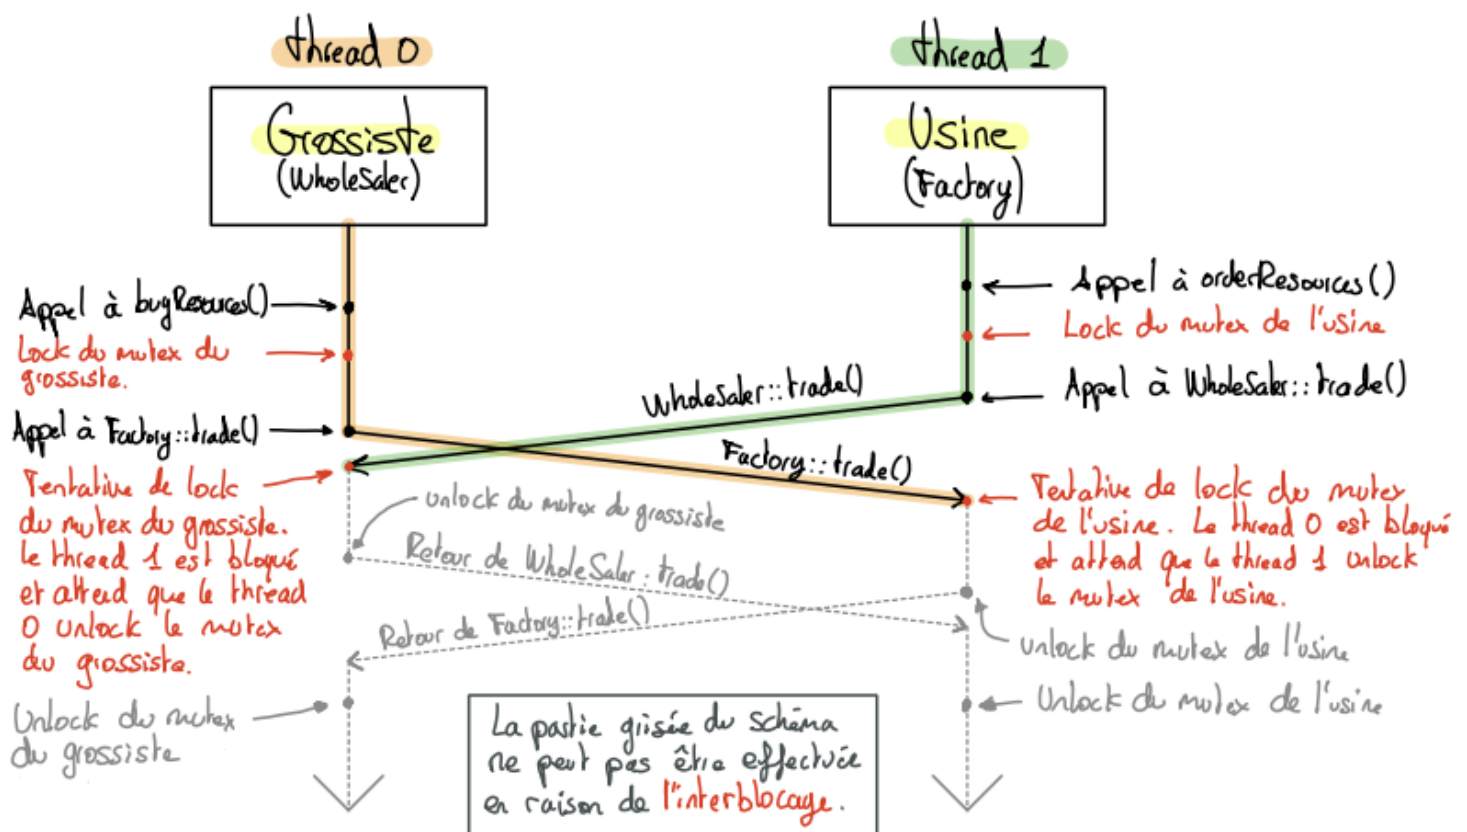 thread 0
thread 1
Grossiste
(WholeSaler)
Usine
(Factory)
Appel à buyResources()
Lock du mutex du
grossiste.
Appel à Factory::trade()
Tentative de lock
du mutex du grossiste.
Le thread 1 est bloqué
et attend que le thread
0 unlock le mutex
du grossiste.
Unlock du mutex
du grossiste
WholeSaler::trade()
Factory::trade()
unlock du mutex du grossiste
Retour de WholeSaler::trade()
Retour de Factory::trade()
Appel à orderResources()
Lock du mutex de l'usine
Appel à WholeSaler::trade()
Tentative de lock du mutex
de l'usine. Le thread 0 est bloqué
et attend que le thread 1 unlock
le mutex de l'usine.
unlock du mutex de l'usine
Unlock du mutex de l'usine
La partie grisée du schéma
ne peut pas être effectuée
en raison de l'interblocage.